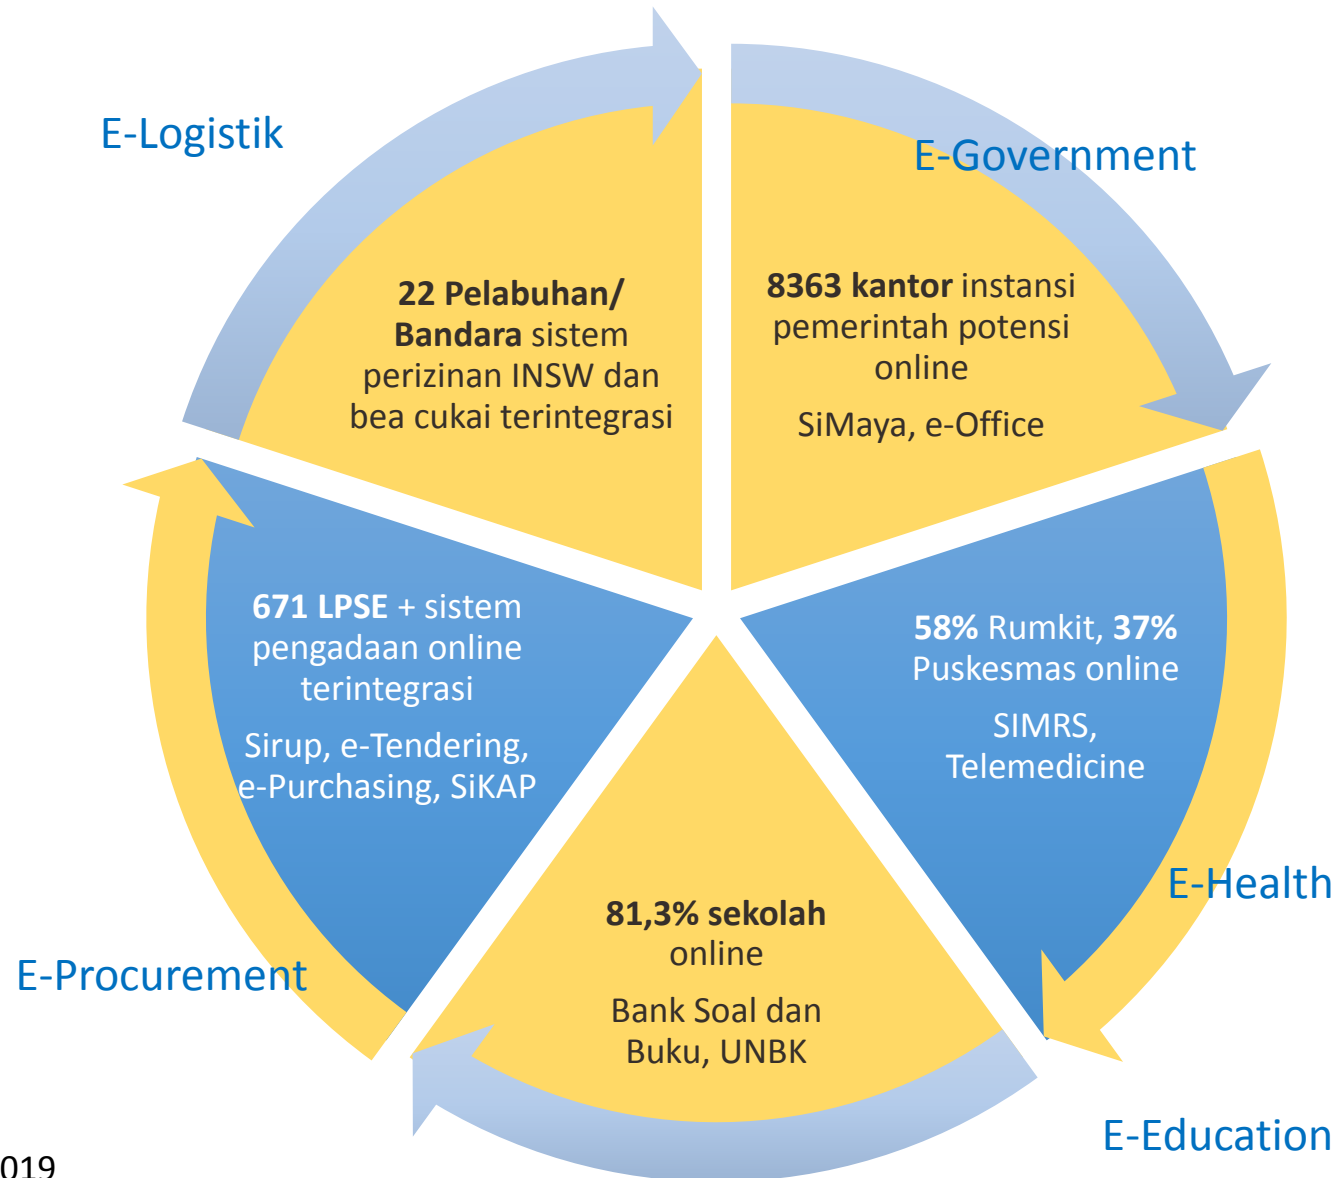 E-Logistik
E-Government
22 Pelabuhan/
Bandara sistem
perizinan INSW dan
bea cukai terintegrasi
8363 kantor instansi
pemerintah potensi
online
SiMaya, e-Office
671 LPSE + sistem
pengadaan online
terintegrasi
Sirup, e-Tendering,
e-Purchasing, SiKAP
58% Rumkit, 37%
Puskesmas online
SIMRS,
Telemedicine
E-Health
81,3% sekolah
online
Bank Soal dan
Buku, UNBK
E-Procurement
E-Education
019